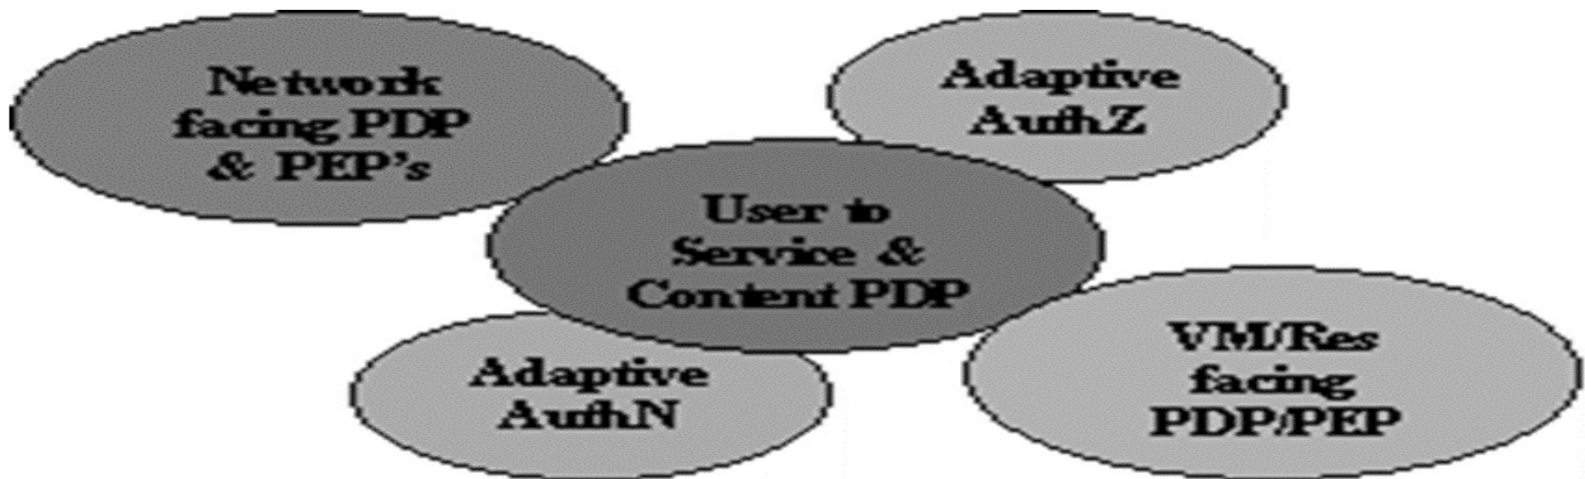 Network
facing PDP
& PEP's
Adaptive
AuthZ
User to
Service &
Content PDP
Adaptive
AuthN
VM/Res
facing
PDP/PEP